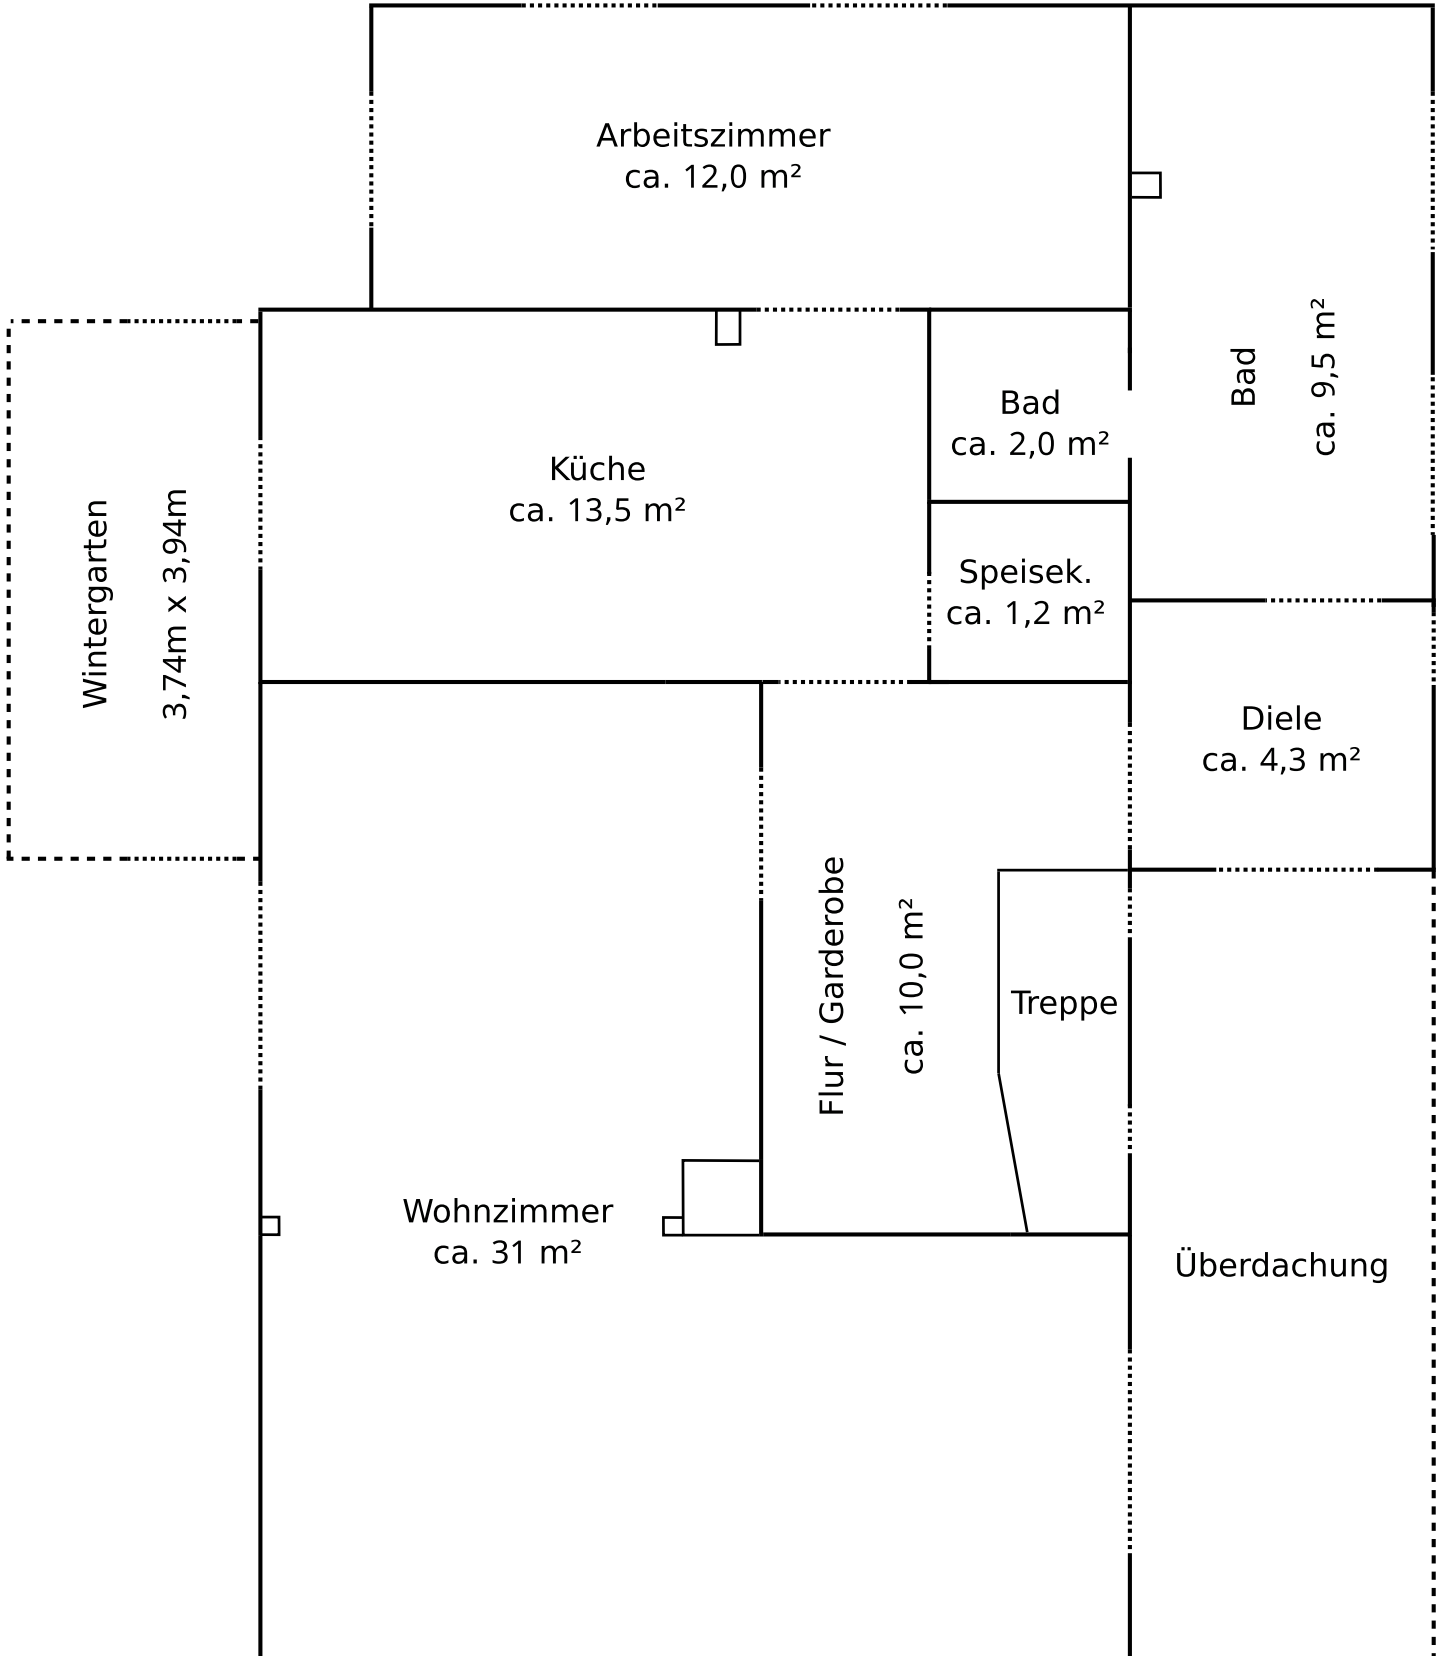 Arbeitszimmer
ca. 12,0 m²
Bad
ca. 9,5 m²
Bad
ca. 2,0 m²
Küche
ca. 13,5 m²
Wintergarten
3,74m x 3,94m
Speisek.
ca. 1,2 m²
Diele
ca. 4,3 m²
Flur / Garderobe
ca. 10,0 m²
Treppe
Wohnzimmer
ca. 31 m²
Überdachung